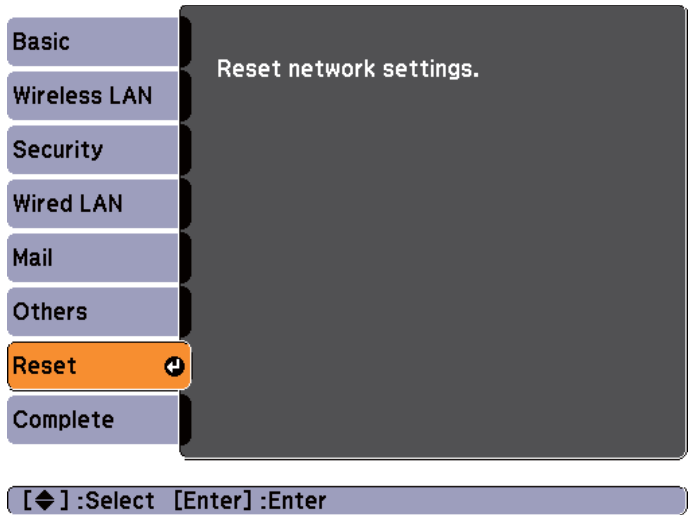 Basic
Wireless LAN
Security
Wired LAN
Mail
Others
Reset
Complete
Reset network settings.
[◆] :Select [Enter] :Enter